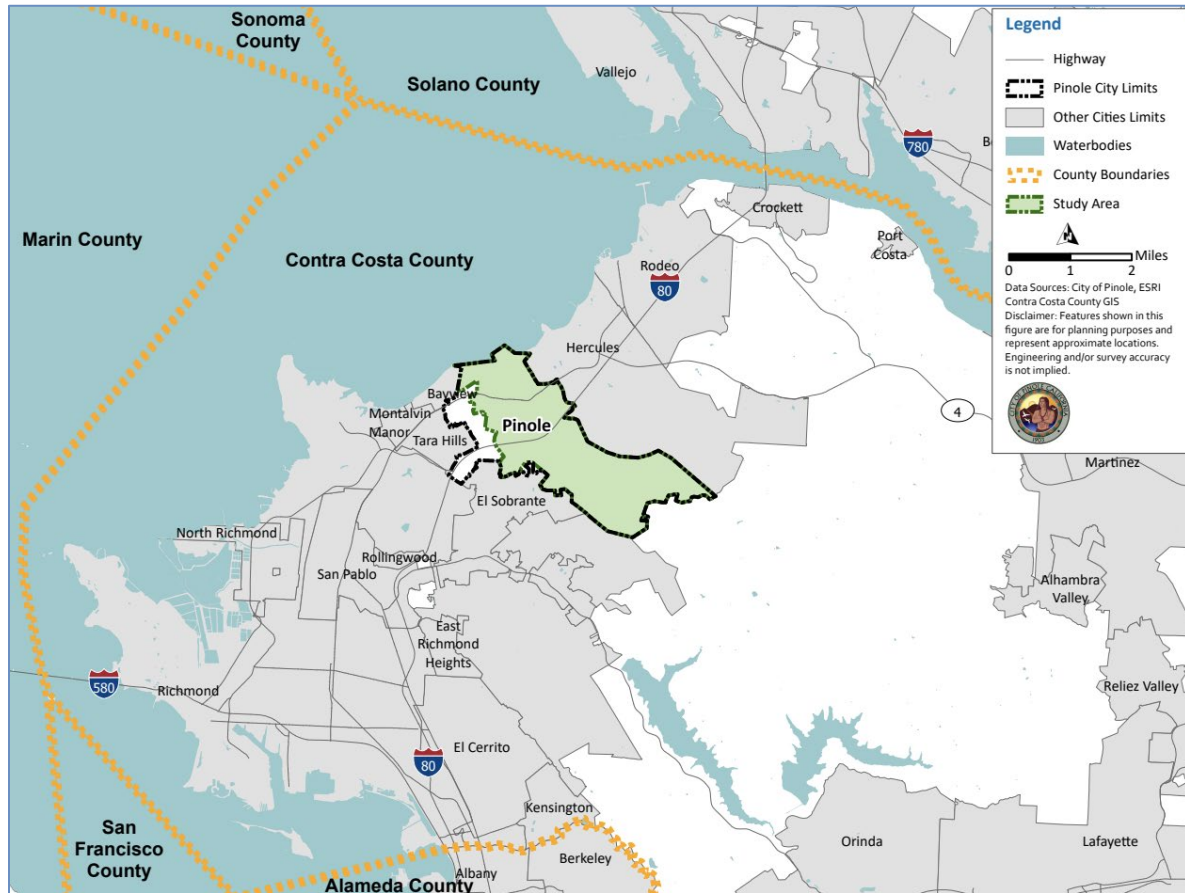 Sonoma
County
Solano County
Vallejo
780
Marin County
Contra Costa County
Crockett
Port
Costa
Rodeo
80
Hercules
4
Bayview
Montalvin
Manor
Pinole
Tara Hills
Martinez
El Sobrante
North Richmond
Rollingwood
San Pablo
Alhambra
Valley
East
Richmond
Heights
580
Richmond
Reliez Valley
El Cerrito
80
Kensington
San
Francisco
County
Orinda
Lafayette
Berkeley
Albany
Alameda County
Legend
Highway
Pinole City Limits
Other Cities Limits
Waterbodies
County Boundaries
Study Area
0 1 2 Miles
Data Sources: City of Pinole, ESRI
Contra Costa County GIS
Disclaimer: Features shown in this
figure are for planning purposes and
represent approximate locations.
Engineering and/or survey accuracy
is not implied.